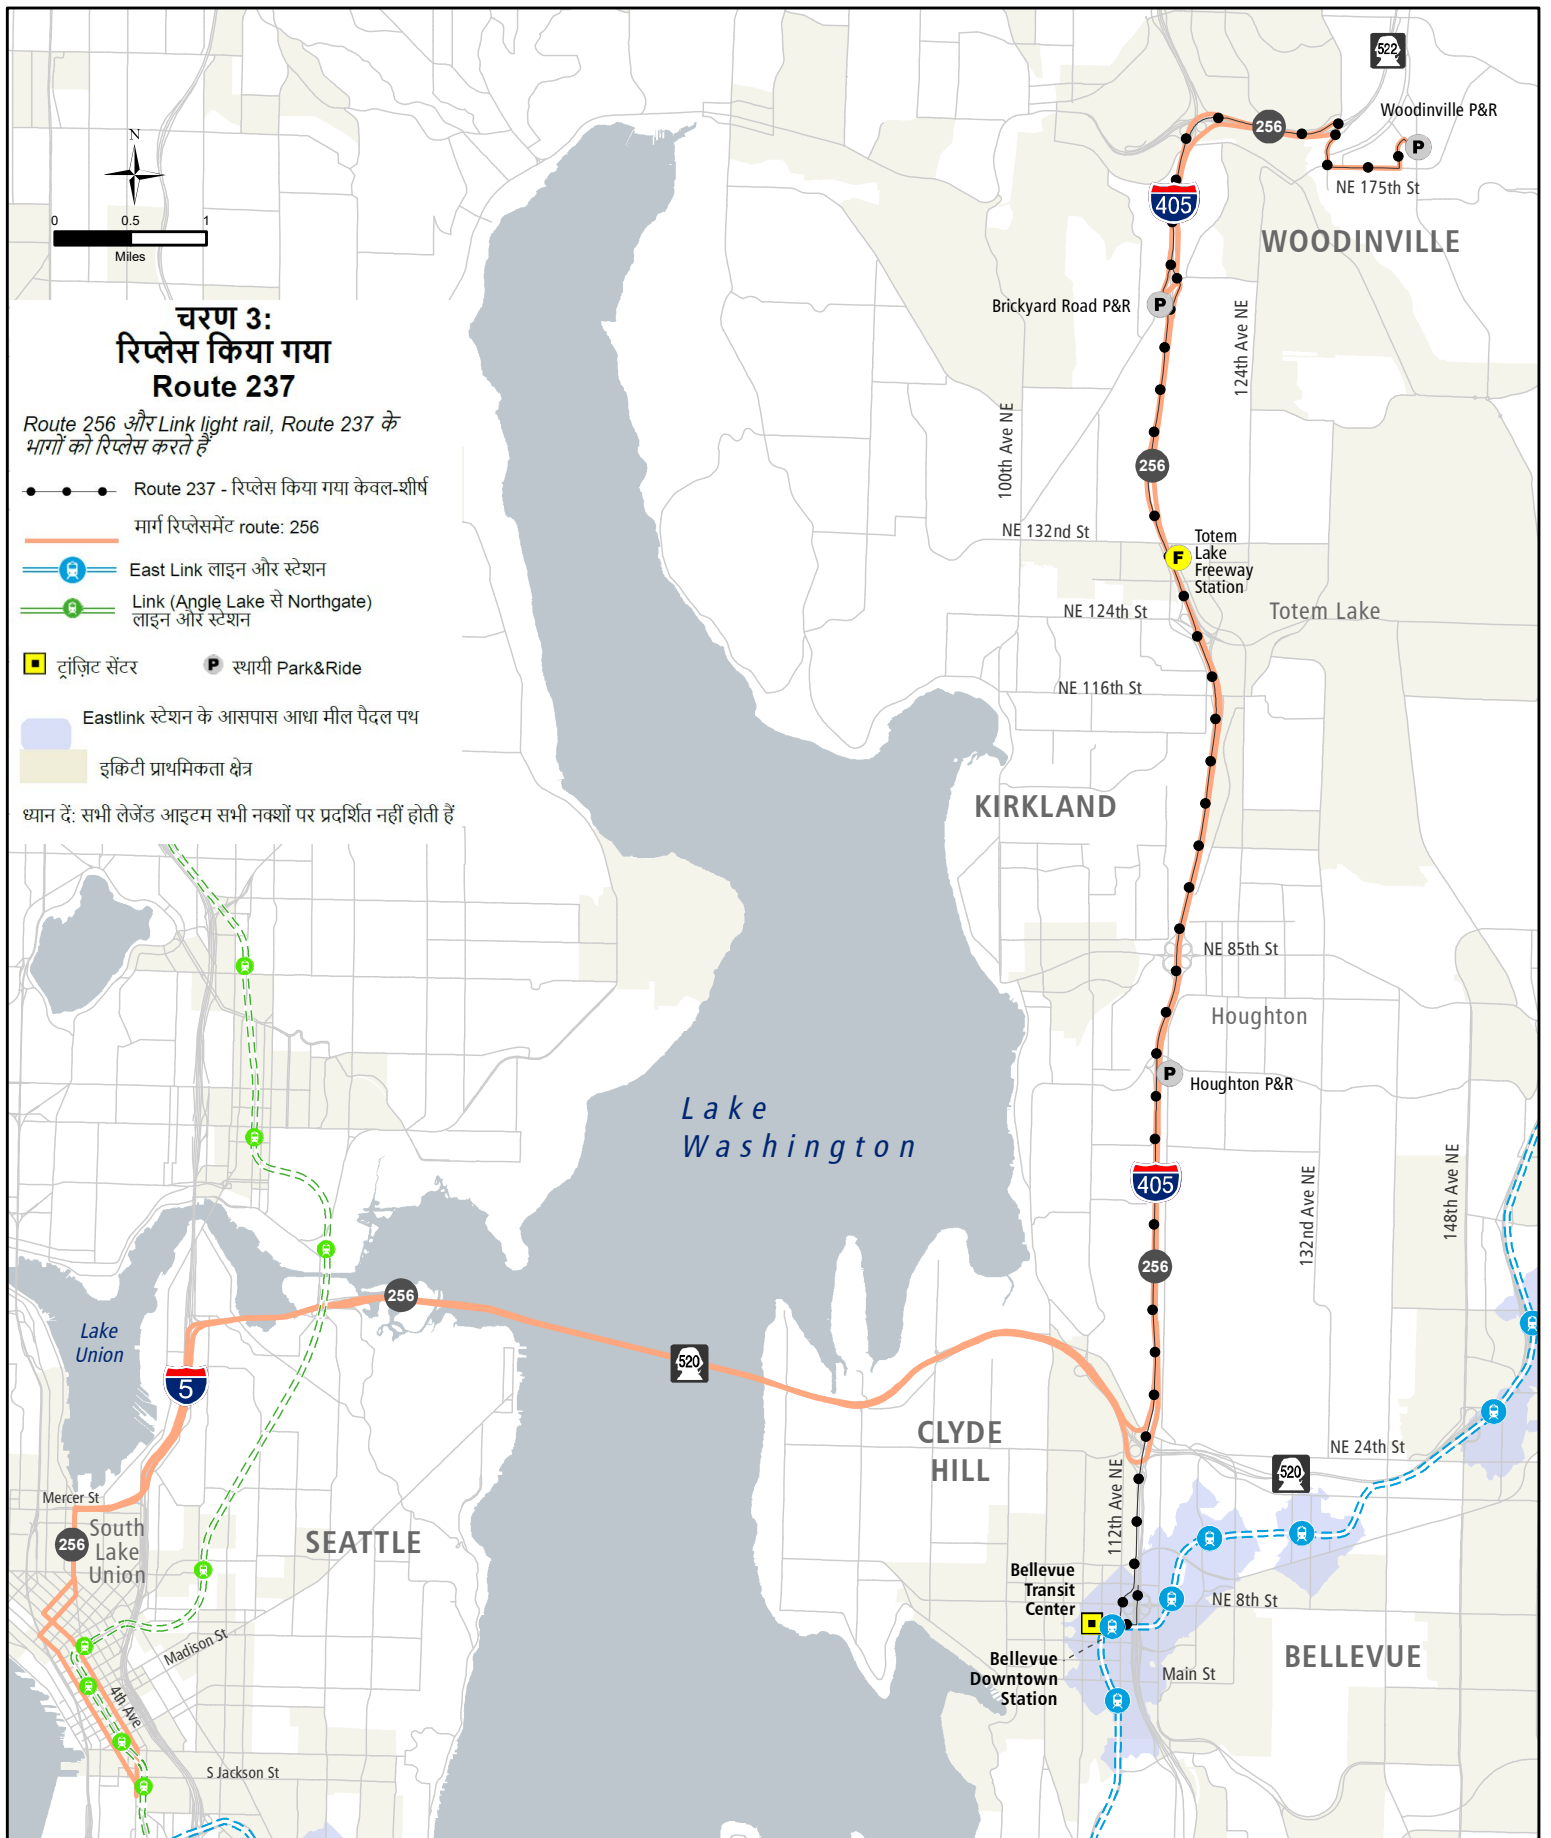 522
Woodinville P&R
256
P
NE 175th St
405
WOODINVILLE
N
0 0.5 1
Miles
Brickyard Road P&R
P
124th Ave NE
चरण 3:
रिप्लेस किया गया
Route 237
Route 256 और Link light rail, Route 237 के
भागों को रिप्लेस करते हैं
Route 237 - रिप्लेस किया गया केवल-शीर्ष
मार्ग रिप्लेसमेंट route: 256
East Link लाइन और स्टेशन
Link (Angle Lake से Northgate)
लाइन और स्टेशन
ट्रांज़िट सेंटर
P स्थायी Park&Ride
Eastlink स्टेशन के आसपास आधा मील पैदल पथ
इक्विटी प्राथमिकता क्षेत्र
ध्यान दें: सभी लेजेंड आइटम सभी नक्शों पर प्रदर्शित नहीं होती हैं
100th Ave NE
256
NE 132nd St
F
Totem
Lake
Freeway
Station
NE 124th St
Totem Lake
NE 116th St
KIRKLAND
NE 85th St
Houghton
P
Houghton P&R
Lake
Washington
405
132nd Ave NE
148th Ave NE
256
256
Lake
Union
520
5
CLYDE
HILL
NE 24th St
520
112th Ave NE
Mercer St
256
South
Lake
Union
SEATTLE
Bellevue
Transit
Center
NE 8th St
Madison St
Bellevue
Downtown
Station
BELLEVUE
Main St
4th Ave
S Jackson St